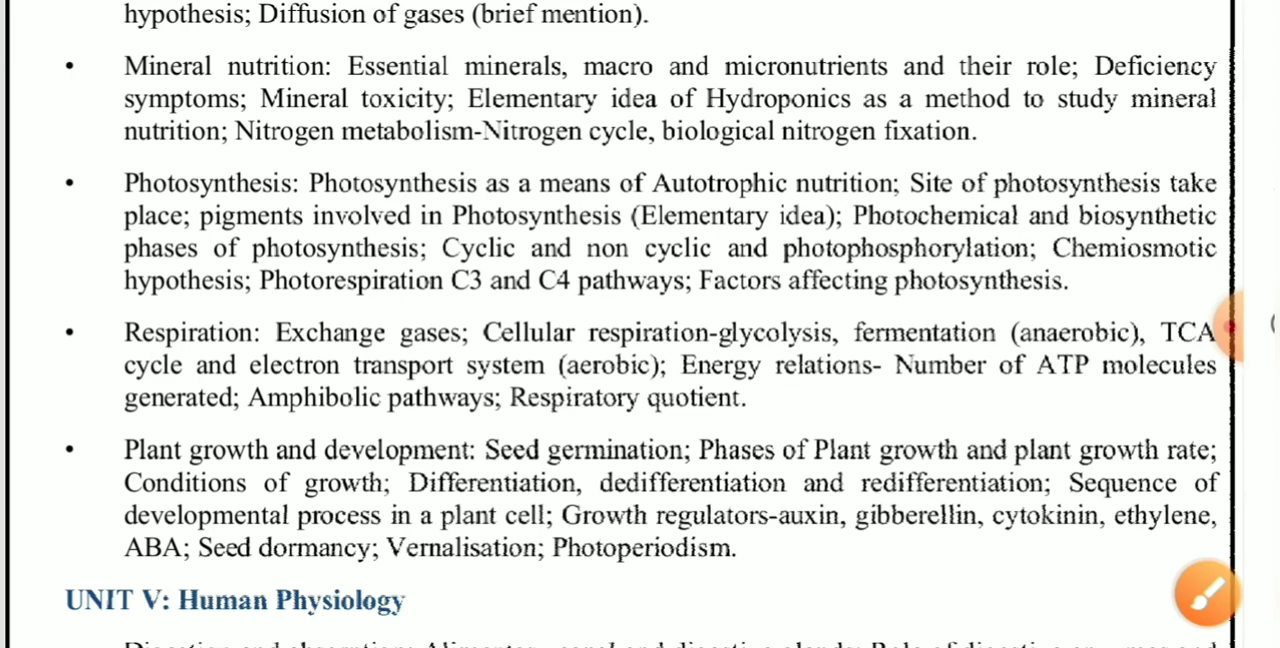 hypothesis; Diffusion of gases (brief mention).
• Mineral nutrition: Essential minerals, macro and micronutrients and their role; Deficiency
symptoms; Mineral toxicity; Elementary idea of Hydroponics as a method to study mineral
nutrition; Nitrogen metabolism-Nitrogen cycle, biological nitrogen fixation.
• Photosynthesis: Photosynthesis as a means of Autotrophic nutrition; Site of photosynthesis take
place; pigments involved in Photosynthesis (Elementary idea); Photochemical and biosynthetic
phases of photosynthesis; Cyclic and non cyclic and photophosphorylation; Chemiosmotic
hypothesis; Photorespiration C3 and C4 pathways; Factors affecting photosynthesis.
• Respiration: Exchange gases; Cellular respiration-glycolysis, fermentation (anaerobic), TCA
cycle and electron transport system (aerobic); Energy relations- Number of ATP molecules
generated; Amphibolic pathways; Respiratory quotient.
• Plant growth and development: Seed germination; Phases of Plant growth and plant growth rate;
Conditions of growth; Differentiation, dedifferentiation and redifferentiation; Sequence of
developmental process in a plant cell; Growth regulators-auxin, gibberellin, cytokinin, ethylene,
ABA; Seed dormancy; Vernalisation; Photoperiodism.
UNIT V: Human Physiology